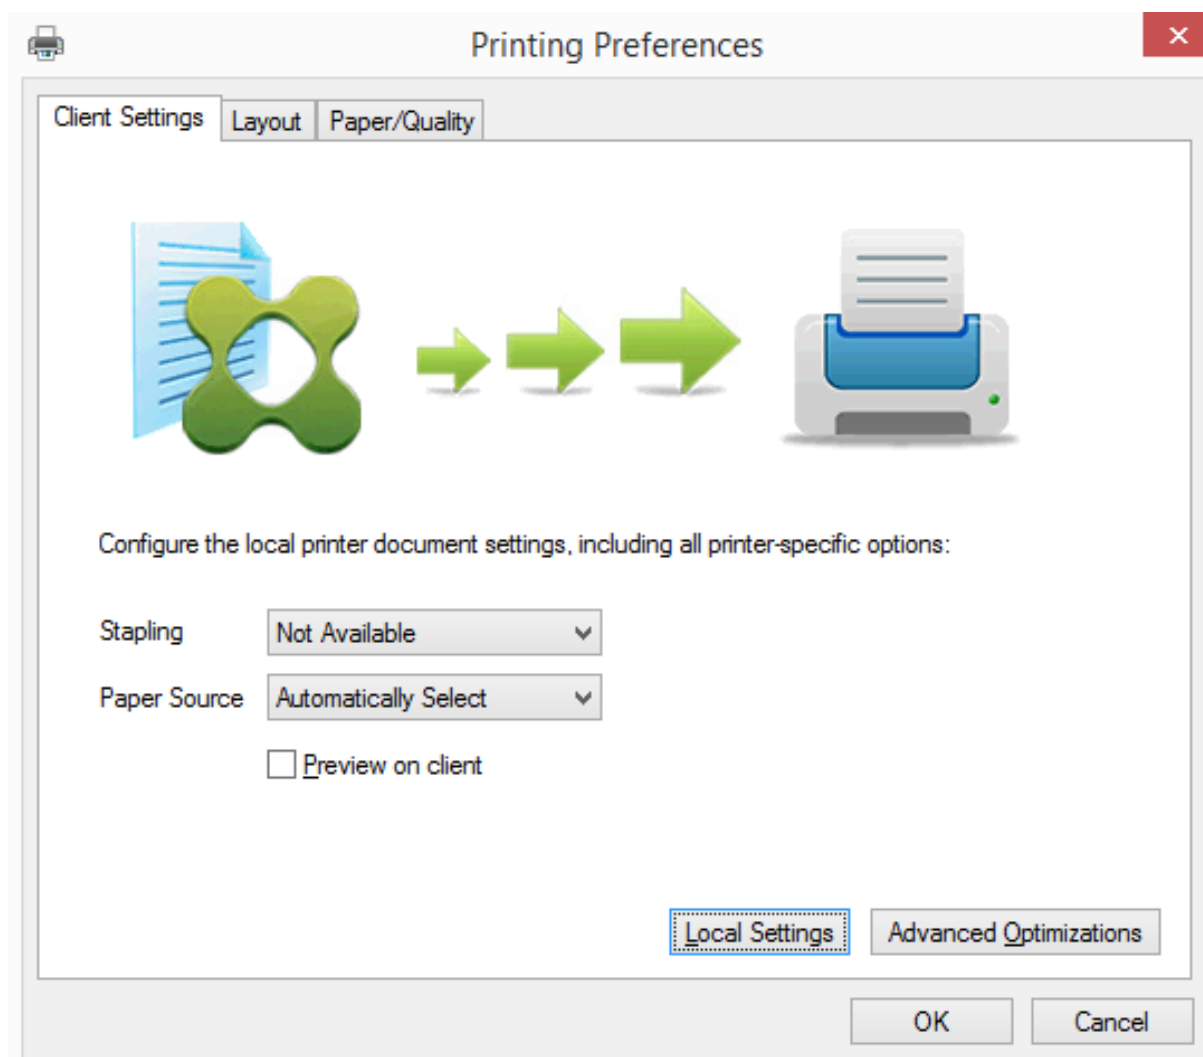 Printing Preferences
Client Settings Layout Paper/Quality
Configure the local printer document settings, including all printer-specific options:
Stapling Not Available
Paper Source Automatically Select
Preview on client
Local Settings Advanced Optimizations
OK Cancel